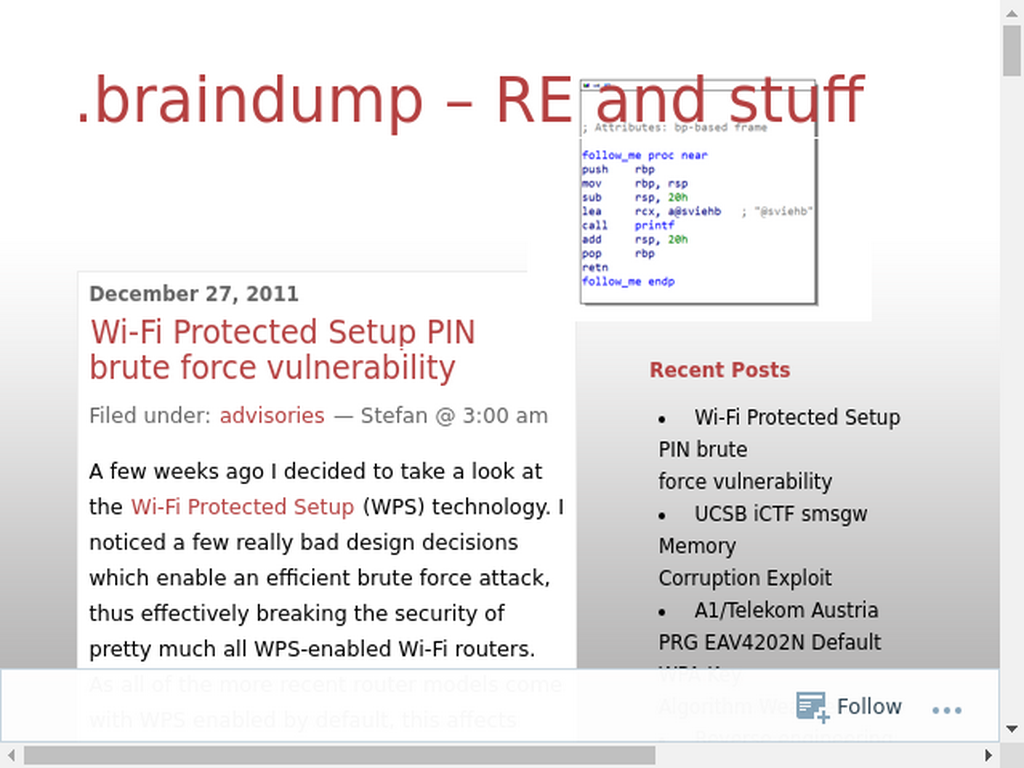 .braindump – RE and stuff
; Attributes: bp-based frame
follow_me proc near
push rbp
mov rbp, rsp
sub rsp, 20h
lea rcx, a@sviehb ; "@sviehb"
call printf
add rsp, 20h
pop rbp
retn
follow_me endp
December 27, 2011
Wi-Fi Protected Setup PIN
brute force vulnerability
Filed under: advisories — Stefan @ 3:00 am
A few weeks ago I decided to take a look at
the Wi-Fi Protected Setup (WPS) technology. I
noticed a few really bad design decisions
which enable an efficient brute force attack,
thus effectively breaking the security of
pretty much all WPS-enabled Wi-Fi routers.
As all of the more recent router models come
with WPS enabled by default, this affects
Recent Posts
• Wi-Fi Protected Setup
PIN brute
force vulnerability
• UCSB iCTF smsgw
Memory
Corruption Exploit
• A1/Telekom Austria
PRG EAV4202N Default
WPA Key
Algorithm
• Reverse engineering
Follow